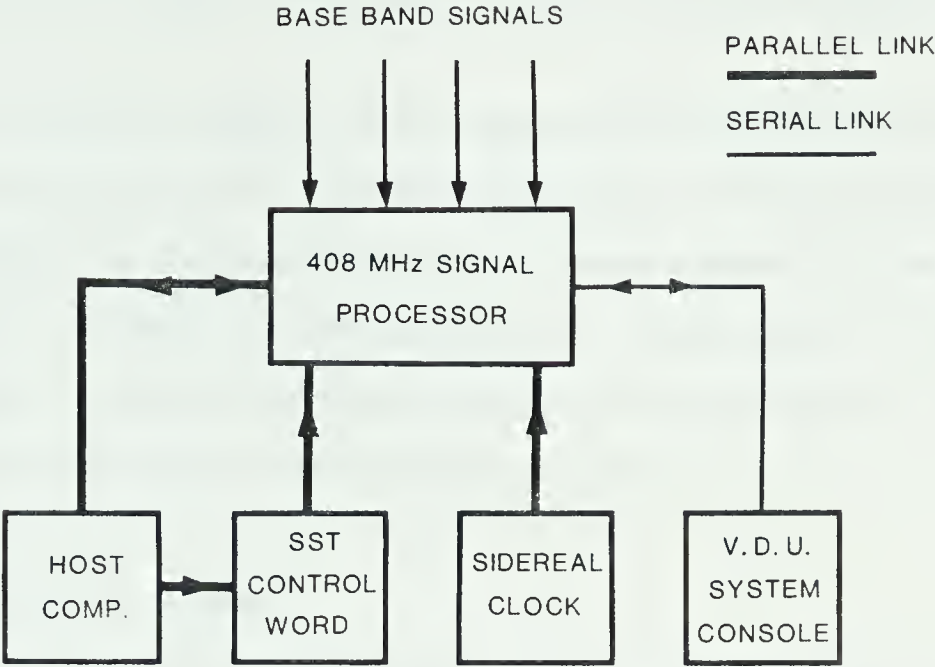 BASE BAND SIGNALS
PARALLEL LINK
SERIAL LINK
408 MHz SIGNAL
PROCESSOR
HOST
COMP.
SST
CONTROL
WORD
SIDEREAL
CLOCK
V. D. U.
SYSTEM
CONSOLE